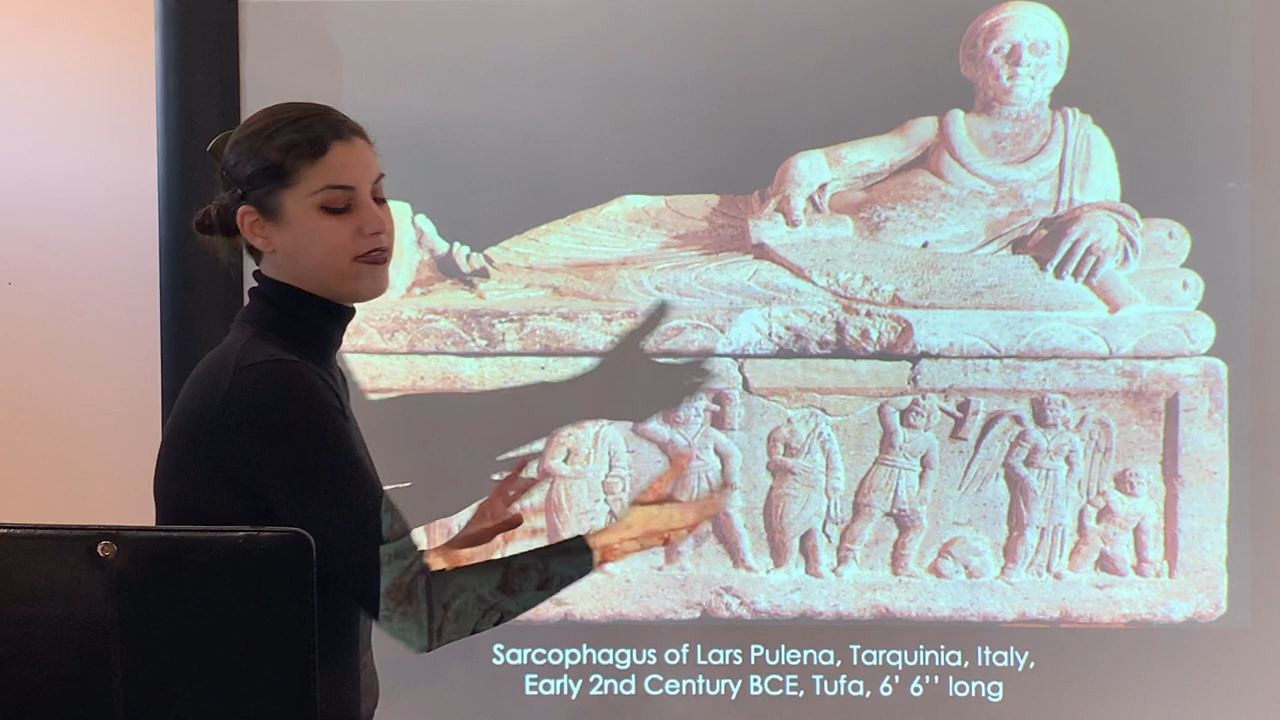 Sarcophagus of Lars Pulena, Tarquinia, Italy,
Early 2nd Century BCE, Tufa, 6' 6'' long